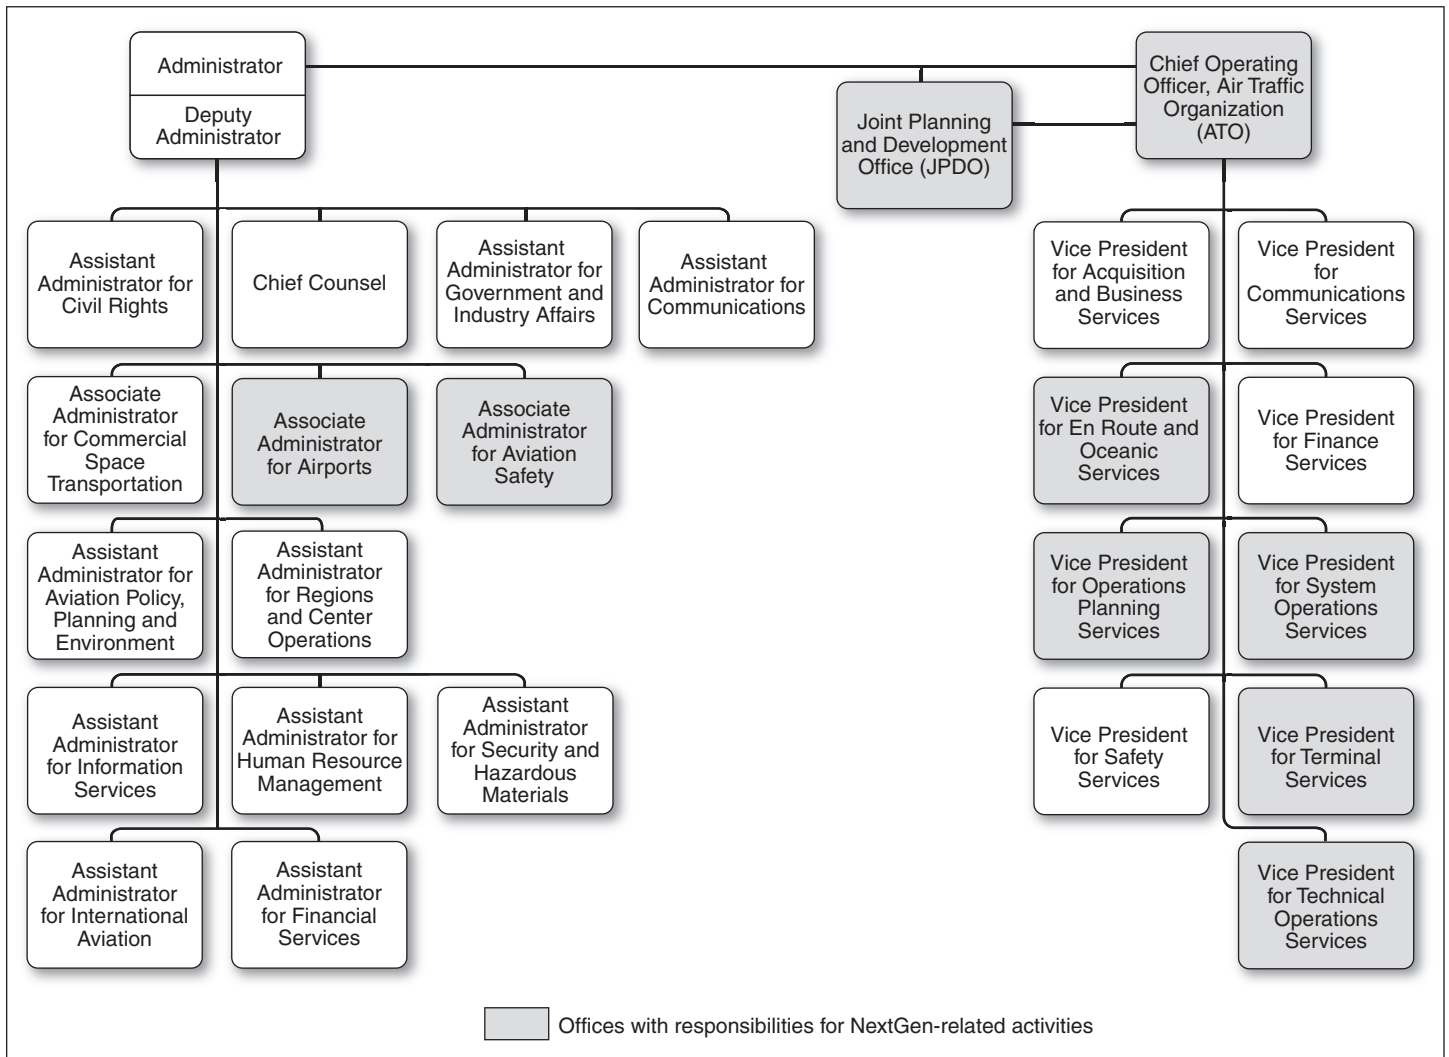 Administrator
Deputy
Administrator
Joint Planning
and Development
Office (JPDO)
Chief Operating
Officer, Air Traffic
Organization
(ATO)
Assistant
Administrator for
Civil Rights
Chief Counsel
Assistant
Administrator for
Government and
Industry Affairs
Assistant
Administrator for
Communications
Associate
Administrator
for Commercial
Space
Transportation
Associate
Administrator
for Airports
Associate
Administrator
for Aviation
Safety
Assistant
Administrator for
Aviation Policy,
Planning and
Environment
Assistant
Administrator
for Regions
and Center
Operations
Assistant
Administrator
for Information
Services
Assistant
Administrator for
Human Resource
Management
Assistant
Administrator
for Security and
Hazardous
Materials
Assistant
Administrator
for International
Aviation
Assistant
Administrator
for Financial
Services
Vice President
for Acquisition
and Business
Services
Vice President
for
Communications
Services
Vice President
for En Route and
Oceanic
Services
Vice President
for Finance
Services
Vice President
for Operations
Planning
Services
Vice President
for System
Operations
Services
Vice President
for Safety
Services
Vice President
for Terminal
Services
Vice President
for Technical
Operations
Services
Offices with responsibilities for NextGen-related activities